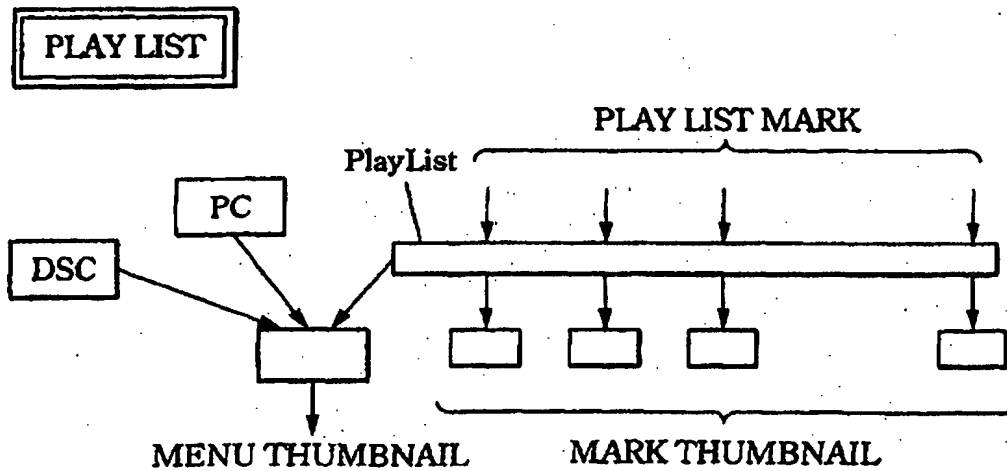 PLAY LIST
PLAY LIST MARK
PlayList
PC
DSC
MENU THUMBNAIL
MARK THUMBNAIL